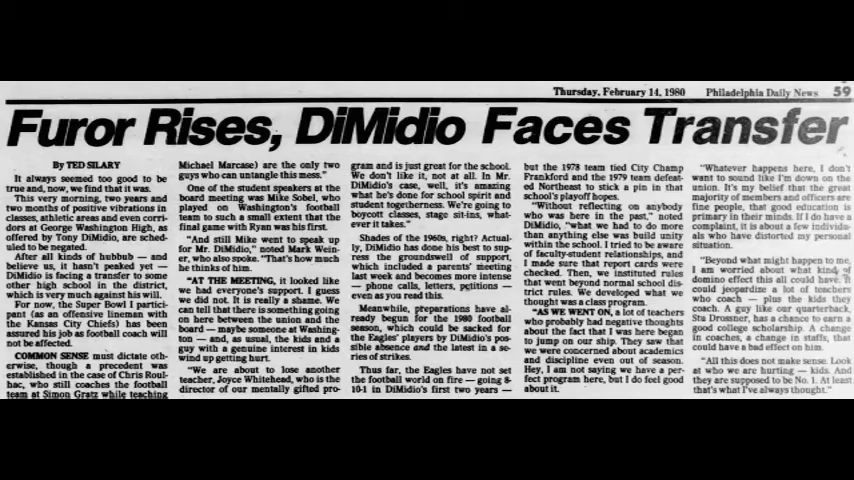 Thursday, February 14, 1980 Philadelphia Daily News 59
Furor Rises, DiMidio Faces Transfer
By TED SILARY
It always seemed too good to
be true and, now, we find that it was.
This very morning, two years and
two months of positive vibrations in
classes, athletic areas and even corri-
dors at George Washington High, as
offered by Tony DiMidio, are sched-
uled to be negated.
After all kinds of hubbub — and
believe us, it hasn't peaked yet —
DiMidio is facing a transfer to some
other high school in the district,
which is very much against his will.
For now, the Super Bowl I partici-
pant (as an offensive lineman with
the Kansas City Chiefs) has been
assured his job as football coach will
not be affected.
COMMON SENSE must dictate oth-
erwise, though a precedent was
established in the case of Chris Roul-
hac, who still coaches the football
team at Simon Gratz while teaching
Michael Marcase) are the only two
guys who can untangle this mess."
One of the student speakers at the
board meeting was Mike Sobel, who
played on Washington's football
team to such a small extent that the
final game with Ryan was his first.
"And still Mike went to speak up
for Mr. DiMidio," noted Mark Wein-
er, who also spoke. "That's how much
he thinks of him.
"AT THE MEETING, it looked like
we had everyone's support. I guess
we did not. It is really a shame. We
can tell that there is something going
on here between the union and the
board — maybe someone at Washing-
ton — and, as usual, the kids and a
guy with a genuine interest in kids
wind up getting hurt.
"We are about to lose another
teacher, Joyce Whitehead, who is the
director of our mentally gifted pro-
gram and is just great for the school.
We don't like it, not at all. In Mr.
DiMidio's case, well, it's amazing
what he's done for school spirit and
student togetherness. We're going to
boycott classes, stage sit-ins, what-
ever it takes."
Shades of the 1960s, right? Actual-
ly, DiMidio has done his best to sup-
press the groundswell of support,
which included a parents' meeting
last week and becomes more intense
— phone calls, letters, petitions —
even as you read this.
Meanwhile, preparations have al-
ready begun for the 1980 football
season, which could be sacked for
the Eagles' players by DiMidio's pos-
sible absence and the latest in a se-
ries of strikes.
Thus far, the Eagles have not set
the football world on fire — going 8-
10-1 in DiMidio's first two years —
but the 1978 team tied City Champ
Frankford and the 1979 team defeat-
ed Northeast to stick a pin in that
school's playoff hopes.
"Without reflecting on anybody
who was here in the past," noted
DiMidio, "what we had to do more
than anything else was build unity
within the school. I tried to be aware
of faculty-student relationships, and
I made sure that report cards were
checked. Then, we instituted rules
that went beyond normal school dis-
trict rules. We developed what we
thought was a class program.
"AS WE WENT ON, a lot of teachers
who probably had negative thoughts
about the fact that I was here began
to jump on our ship. They saw that
we were concerned about academics
and discipline even out of season.
Hey, I am not saying we have a per-
fect program here, but I do feel good
about it.
"Whatever happens here, I don't
want to sound like I'm down on the
union. It's my belief that the great
majority of members and officers are
fine people, that good education is
primary in their minds. If I do have a
complaint, it is about a few individu-
als who have distorted my personal
situation.
"Beyond what might happen to me,
I am worried about what kind of
domino effect this all could have. It
could jeopardize a lot of teachers
who coach — plus the kids they
coach. A guy like our quarterback,
Stu Drossner, has a chance to earn a
good college scholarship. A change
in coaches, a change in staffs, that
could have a bad effect on him.
"All this does not make sense. Look
at who we are hurting — kids. And
they are supposed to be No. 1. At least
that's what I've always thought."